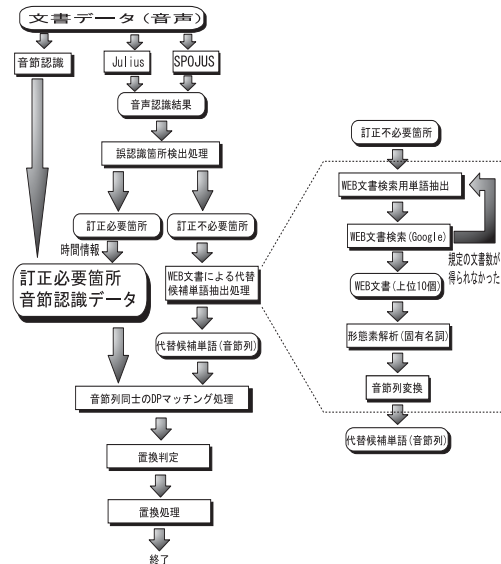 文書データ(音声)
音節認識
Julius
SPOJUS
音声認識結果
誤認識箇所検出処理
訂正必要箇所
訂正不必要箇所
時間情報
訂正必要箇所
音節認識データ
WEB文書による代替
候補単語抽出処理
代替候補単語(音節列)
音節列同士のDPマッチング処理
置換判定
置換処理
終了
訂正不必要箇所
WEB文書検索用単語抽出
WEB文書検索(Google)
規定の文書数が
得られなかった
WEB文書(上位10個)
形態素解析(固有名詞)
音節列変換
代替候補単語(音節列)